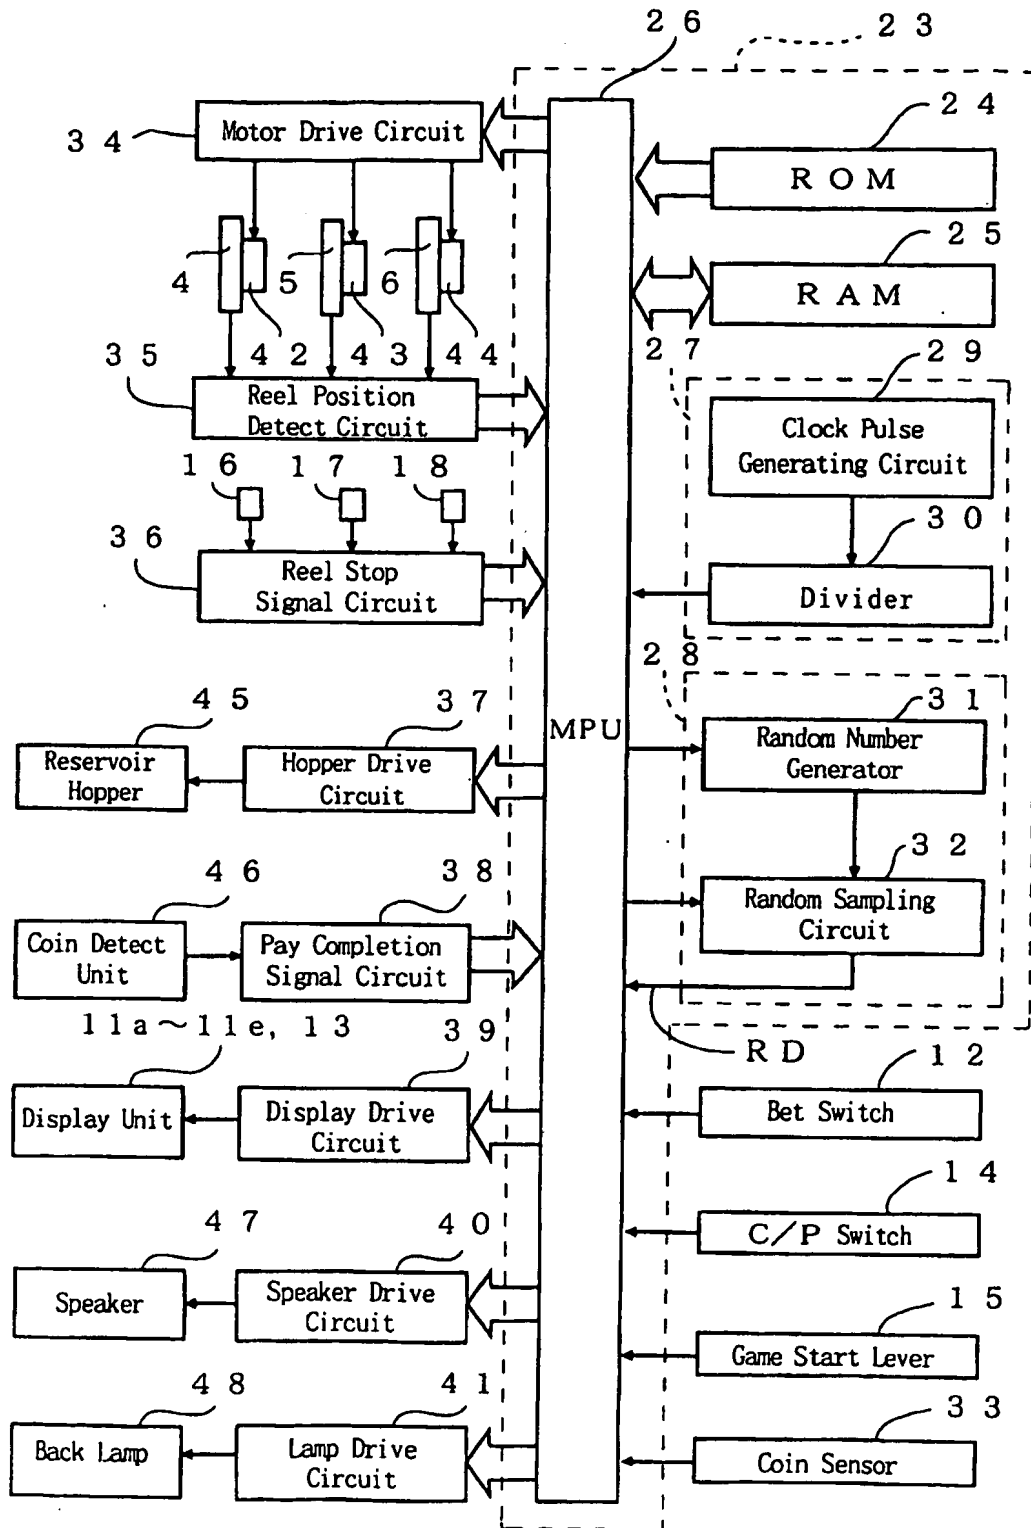 2 6
2 3
3 4
Motor Drive Circuit
2 4
R O M
2 5
R A M
4
5
6
4 2
4 3
4 4
2 7
3 5
Reel Position
Detect Circuit
2 9
Clock Pulse
Generating Circuit
1 6
1 7
1 8
3 0
Divider
3 6
Reel Stop
Signal Circuit
2 8
MPU
3 1
Random Number
Generator
4 5
Reservoir
Hopper
3 7
Hopper Drive
Circuit
3 2
Random Sampling
Circuit
4 6
Coin Detect
Unit
3 8
Pay Completion
Signal Circuit
R D
11a～11e, 13
Display Unit
3 9
Display Drive
Circuit
1 2
Bet Switch
1 4
C/P Switch
4 7
Speaker
4 0
Speaker Drive
Circuit
1 5
Game Start Lever
4 8
Back Lamp
4 1
Lamp Drive
Circuit
3 3
Coin Sensor